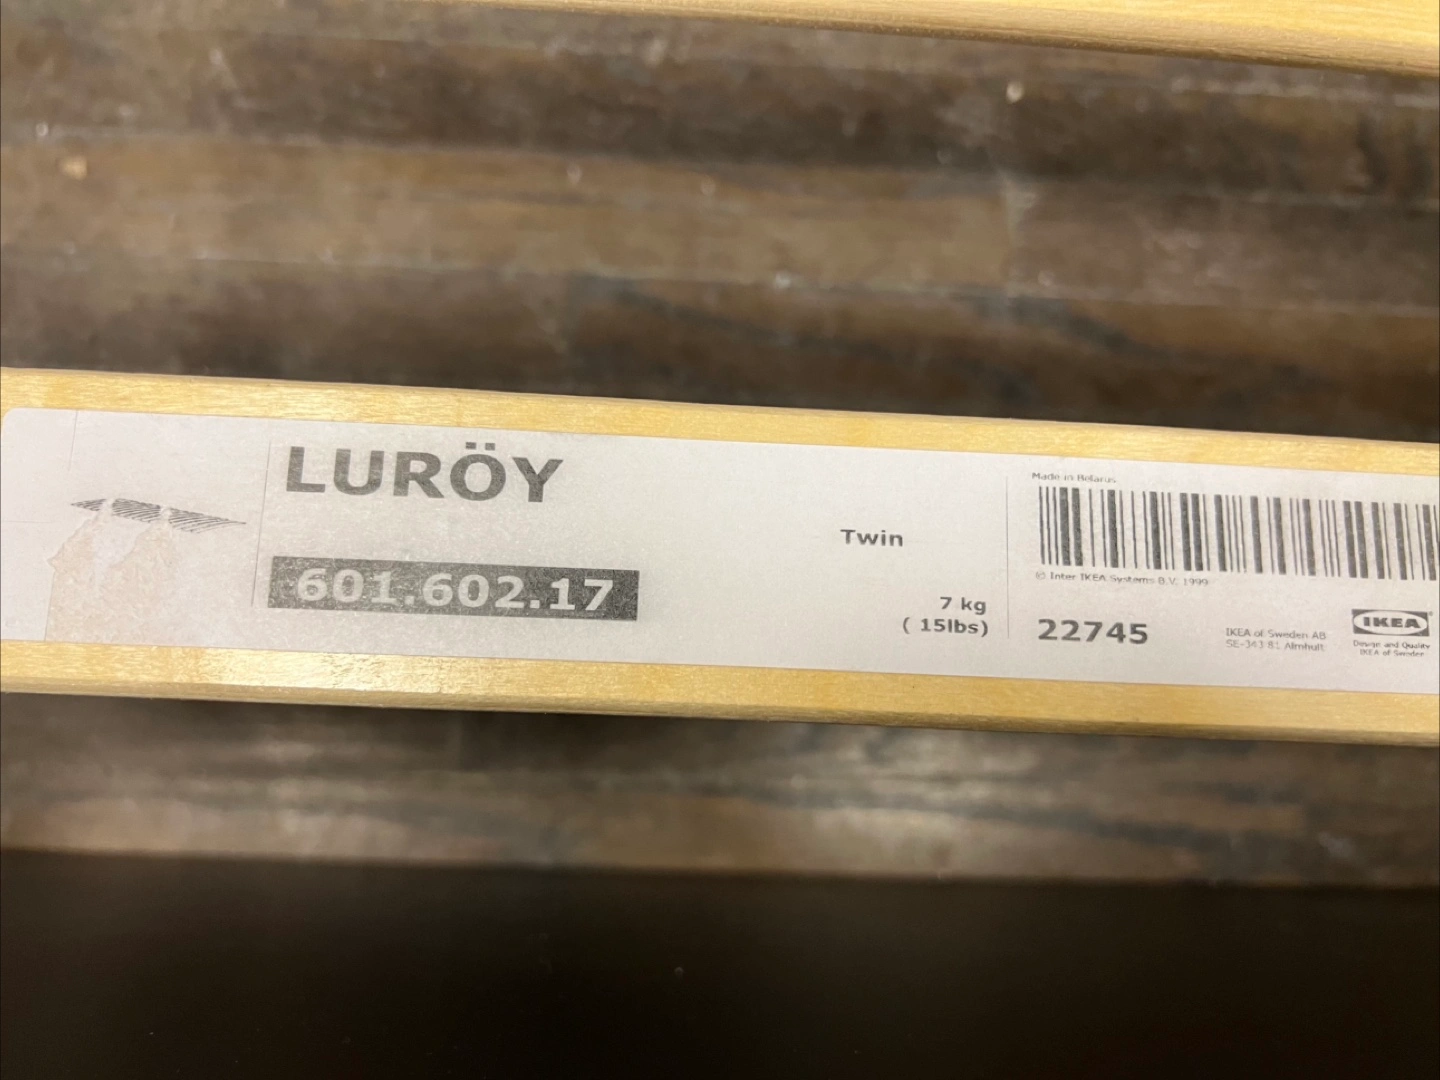 LURÖY
601.602.17
Twin
7 kg
( 15lbs)
Made in Belarus
© Inter IKEA Systems B.V. 1999
22745
IKEA of Sweden AB
SE-343 81 Älmhult
IKEA
Design and Quality
IKEA of Sweden